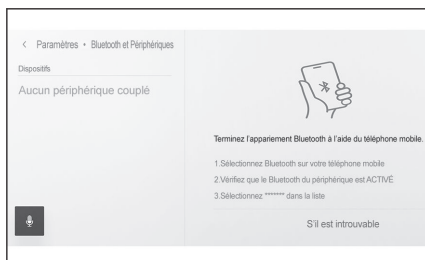 < Paramètres • Bluetooth et Périphériques
Dispositifs
Aucun périphérique couplé
Terminez l'appariement Bluetooth à l'aide du téléphone mobile.
1.Sélectionnez Bluetooth sur votre téléphone mobile
2.Vérifiez que le Bluetooth du périphérique est ACTIVÉ
3.Sélectionnez ******* dans la liste
S'il est introuvable